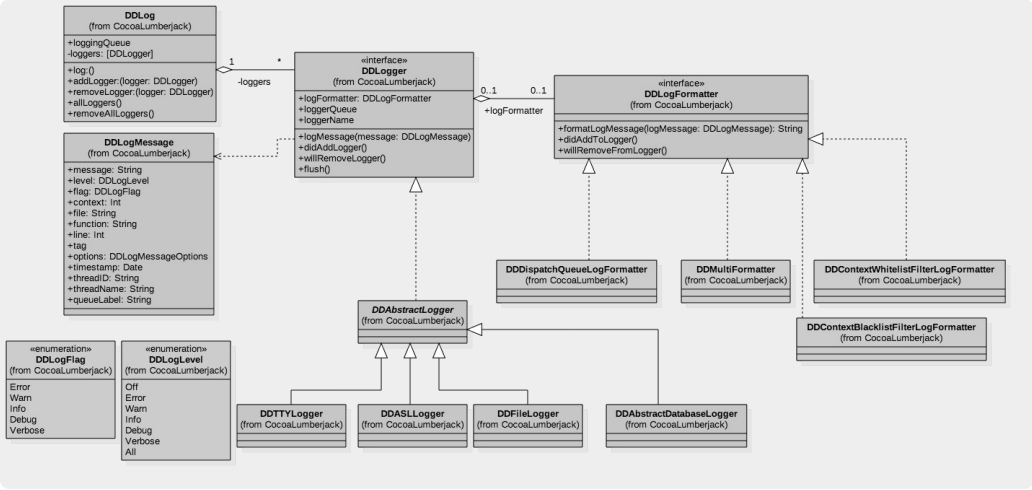 DDLog
(from CocoaLumberjack)
+loggingQueue
-loggers: [DDLogger]
+log:()
+addLogger:(logger: DDLogger)
+removeLogger:(logger: DDLogger)
+allLoggers()
+removeAllLoggers()
1
*
-loggers
«interface»
DDLogger
(from CocoaLumberjack)
+logFormatter: DDLogFormatter
+loggerQueue
+loggerName
+logMessage(message: DDLogMessage)
+didAddLogger()
+willRemoveLogger()
+flush()
0..1
0..1
+logFormatter
«interface»
DDLogFormatter
(from CocoaLumberjack)
+formatLogMessage(logMessage: DDLogMessage): String
+didAddToLogger()
+willRemoveFromLogger()
DDLogMessage
(from CocoaLumberjack)
+message: String
+level: DDLogLevel
+flag: DDLogFlag
+context: Int
+file: String
+function: String
+line: Int
+tag
+options: DDLogMessageOptions
+timestamp: Date
+threadID: String
+threadName: String
+queueLabel: String
DDDispatchQueueLogFormatter
(from CocoaLumberjack)
DDMultiFormatter
(from CocoaLumberjack)
DDContextWhitelistFilterLogFormatter
(from CocoaLumberjack)
DDContextBlacklistFilterLogFormatter
(from CocoaLumberjack)
DDAbstractLogger
(from CocoaLumberjack)
«enumeration»
DDLogFlag
(from CocoaLumberjack)
Error
Warn
Info
Debug
Verbose
«enumeration»
DDLogLevel
(from CocoaLumberjack)
Off
Error
Warn
Info
Debug
Verbose
All
DDTTYLogger
(from CocoaLumberjack)
DDASLLogger
(from CocoaLumberjack)
DDFileLogger
(from CocoaLumberjack)
DDAbstractDatabaseLogger
(from CocoaLumberjack)